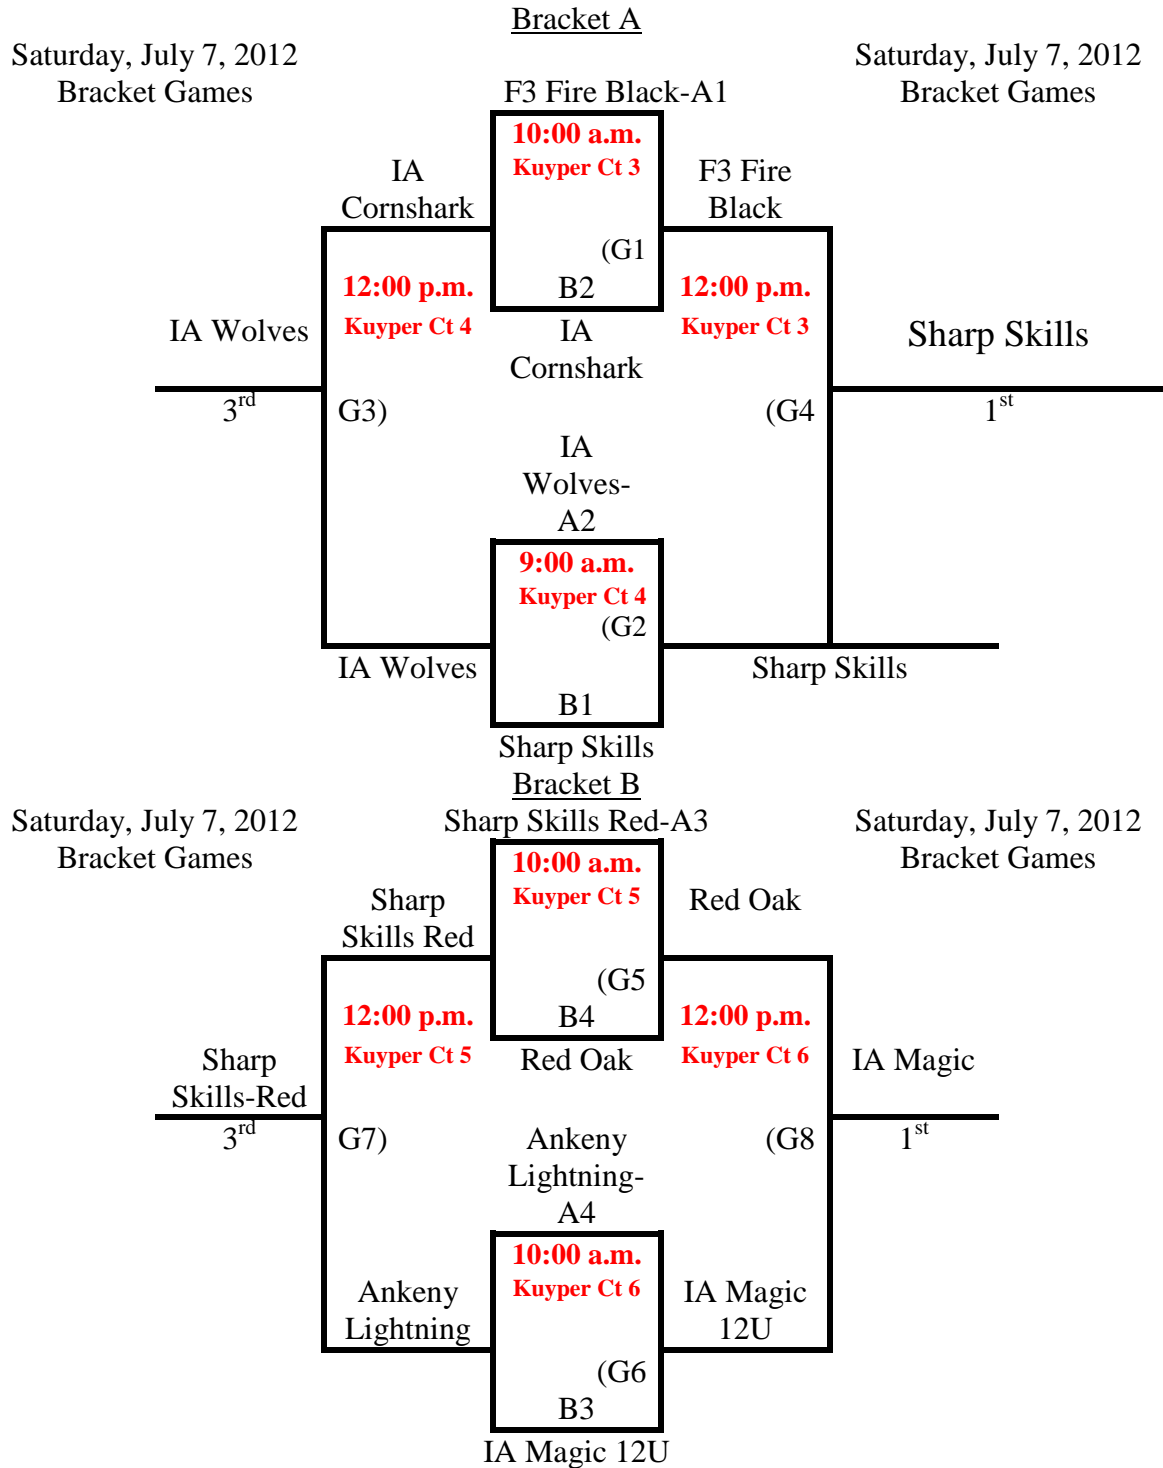 Bracket A
Saturday, July 7, 2012
Bracket Games
Saturday, July 7, 2012
Bracket Games
F3 Fire Black-A1
10:00 a.m.
Kuyper Ct 3
IA
Cornshark
F3 Fire
Black
(G1
B2
IA
Cornshark
12:00 p.m.
Kuyper Ct 4
12:00 p.m.
Kuyper Ct 3
IA Wolves
3rd
G3)
Sharp Skills
1st
(G4
IA
Wolves-
A2
9:00 a.m.
Kuyper Ct 4
(G2
IA Wolves
Sharp Skills
B1
Sharp Skills
Bracket B
Saturday, July 7, 2012
Bracket Games
Saturday, July 7, 2012
Bracket Games
Sharp Skills Red-A3
10:00 a.m.
Kuyper Ct 5
Sharp
Skills Red
Red Oak
(G5
B4
Red Oak
12:00 p.m.
Kuyper Ct 5
12:00 p.m.
Kuyper Ct 6
Sharp
Skills-Red
3rd
G7)
IA Magic
1st
(G8
Ankeny
Lightning-
A4
10:00 a.m.
Kuyper Ct 6
Ankeny
Lightning
IA Magic
12U
(G6
B3
IA Magic 12U